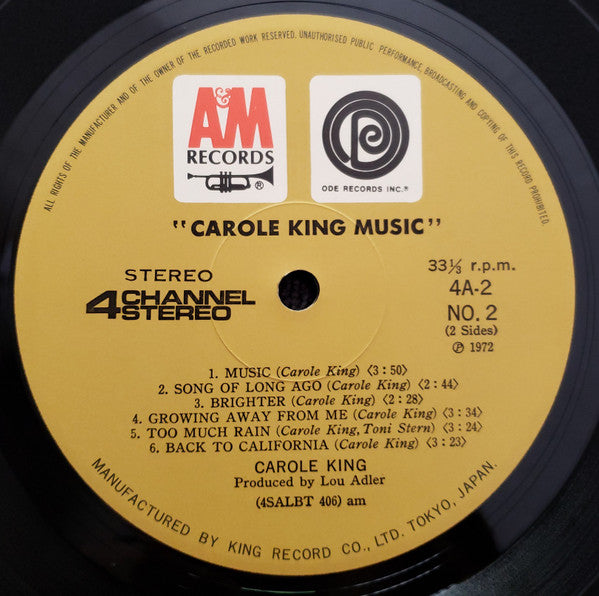 ALL RIGHTS OF THE MANUFACTURER AND OF THE OWNER OF THE RECORDED WORK RESERVED. UNAUTHORISED PUBLIC PERFORMANCE, BROADCASTING AND COPYING OF THIS RECORD PROHIBITED.
A&M
RECORDS
®
ODE RECORDS INC.®
"CAROLE KING MUSIC"
STEREO
4 CHANNEL
STEREO
33⅓ r.p.m.
4A-2
NO. 2
(2 Sides)
Ⓟ 1972
1. MUSIC (Carole King) 〈3 : 50〉
2. SONG OF LONG AGO (Carole King) 〈2 : 44〉
3. BRIGHTER (Carole King) 〈2 : 28〉
4. GROWING AWAY FROM ME (Carole King) 〈3 : 34〉
5. TOO MUCH RAIN (Carole King, Toni Stern) 〈3 : 24〉
6. BACK TO CALIFORNIA (Carole King) 〈3 : 23〉
CAROLE KING
Produced by Lou Adler
(4SALBT 406) am
MANUFACTURED BY KING RECORD CO., LTD. TOKYO, JAPAN.